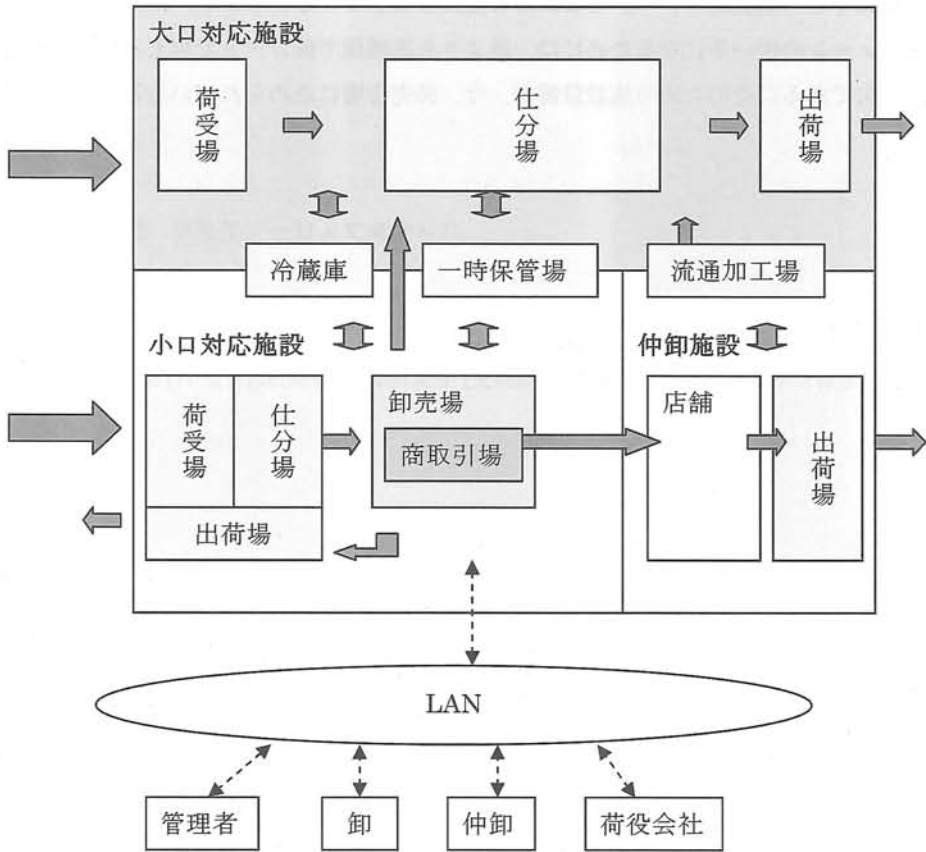 大口対応施設
荷受場
仕分場
出荷場
冷蔵庫
一時保管場
流通加工場
小口対応施設
仲卸施設
荷受場
仕分場
出荷場
卸売場
商取引場
店舗
出荷場
LAN
管理者
卸
仲卸
荷役会社